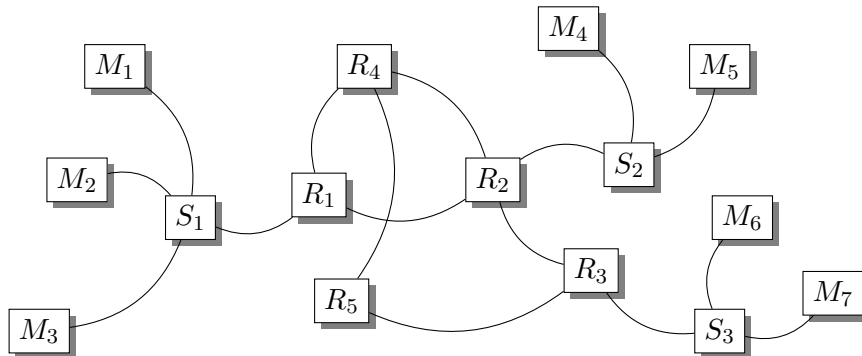 M₄
M₁
R₄
M₅
S₂
M₂
R₁
R₂
S₁
M₆
R₃
R₅
M₇
M₃
S₃